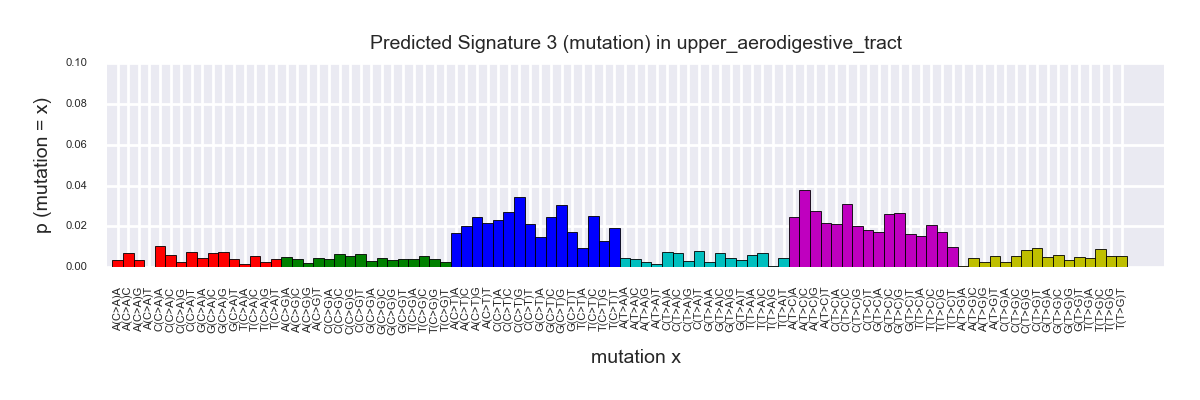 Predicted Signature 3 (mutation) in upper_aerodigestive_tract
p (mutation = x)
0.10
0.08
0.06
0.04
0.02
0.00
A(C>A)A
A(C>A)C
A(C>A)G
A(C>A)T
C(C>A)A
C(C>A)C
C(C>A)G
C(C>A)T
G(C>A)A
G(C>A)C
G(C>A)G
G(C>A)T
T(C>A)A
T(C>A)C
T(C>A)G
T(C>A)T
A(C>G)A
A(C>G)C
A(C>G)G
A(C>G)T
C(C>G)A
C(C>G)C
C(C>G)G
C(C>G)T
G(C>G)A
G(C>G)C
G(C>G)G
G(C>G)T
T(C>G)A
T(C>G)C
T(C>G)G
T(C>G)T
A(C>T)A
A(C>T)C
A(C>T)G
A(C>T)T
C(C>T)A
C(C>T)C
C(C>T)G
C(C>T)T
G(C>T)A
G(C>T)C
G(C>T)G
G(C>T)T
T(C>T)A
T(C>T)C
T(C>T)G
T(C>T)T
A(T>A)A
A(T>A)C
A(T>A)G
A(T>A)T
C(T>A)A
C(T>A)C
C(T>A)G
C(T>A)T
G(T>A)A
G(T>A)C
G(T>A)G
G(T>A)T
T(T>A)A
T(T>A)C
T(T>A)G
T(T>A)T
A(T>C)A
A(T>C)C
A(T>C)G
A(T>C)T
C(T>C)A
C(T>C)C
C(T>C)G
C(T>C)T
G(T>C)A
G(T>C)C
G(T>C)G
G(T>C)T
T(T>C)A
T(T>C)C
T(T>C)G
T(T>C)T
A(T>G)A
A(T>G)C
A(T>G)G
A(T>G)T
C(T>G)A
C(T>G)C
C(T>G)G
C(T>G)T
G(T>G)A
G(T>G)C
G(T>G)G
G(T>G)T
T(T>G)A
T(T>G)C
T(T>G)G
T(T>G)T
mutation x